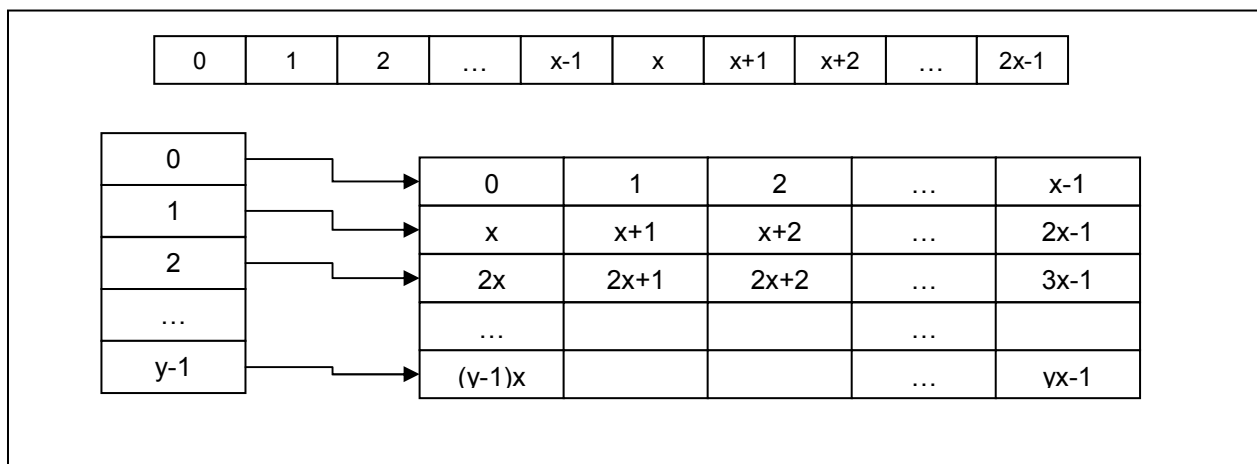 0 1 2 … x-1 x x+1 x+2 … 2x-1
0
1
2
…
y-1
0 1 2 … x-1
x x+1 x+2 … 2x-1
2x 2x+1 2x+2 … 3x-1
… …
(y-1)x … yx-1